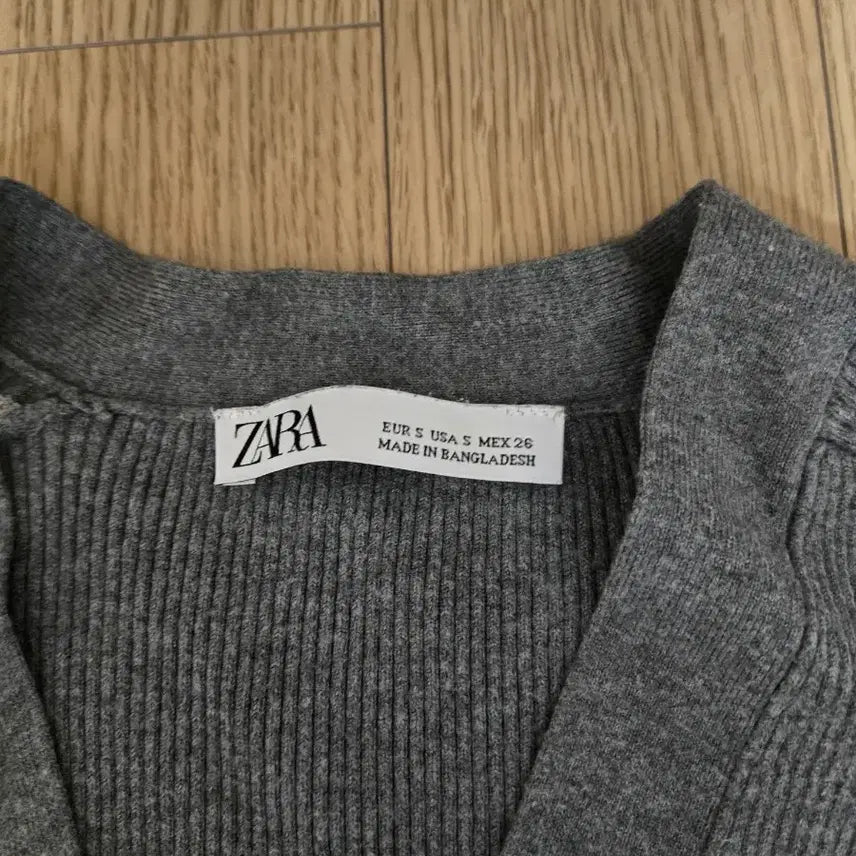 ZARA
EUR S USA S MEX 26
MADE IN BANGLADESH